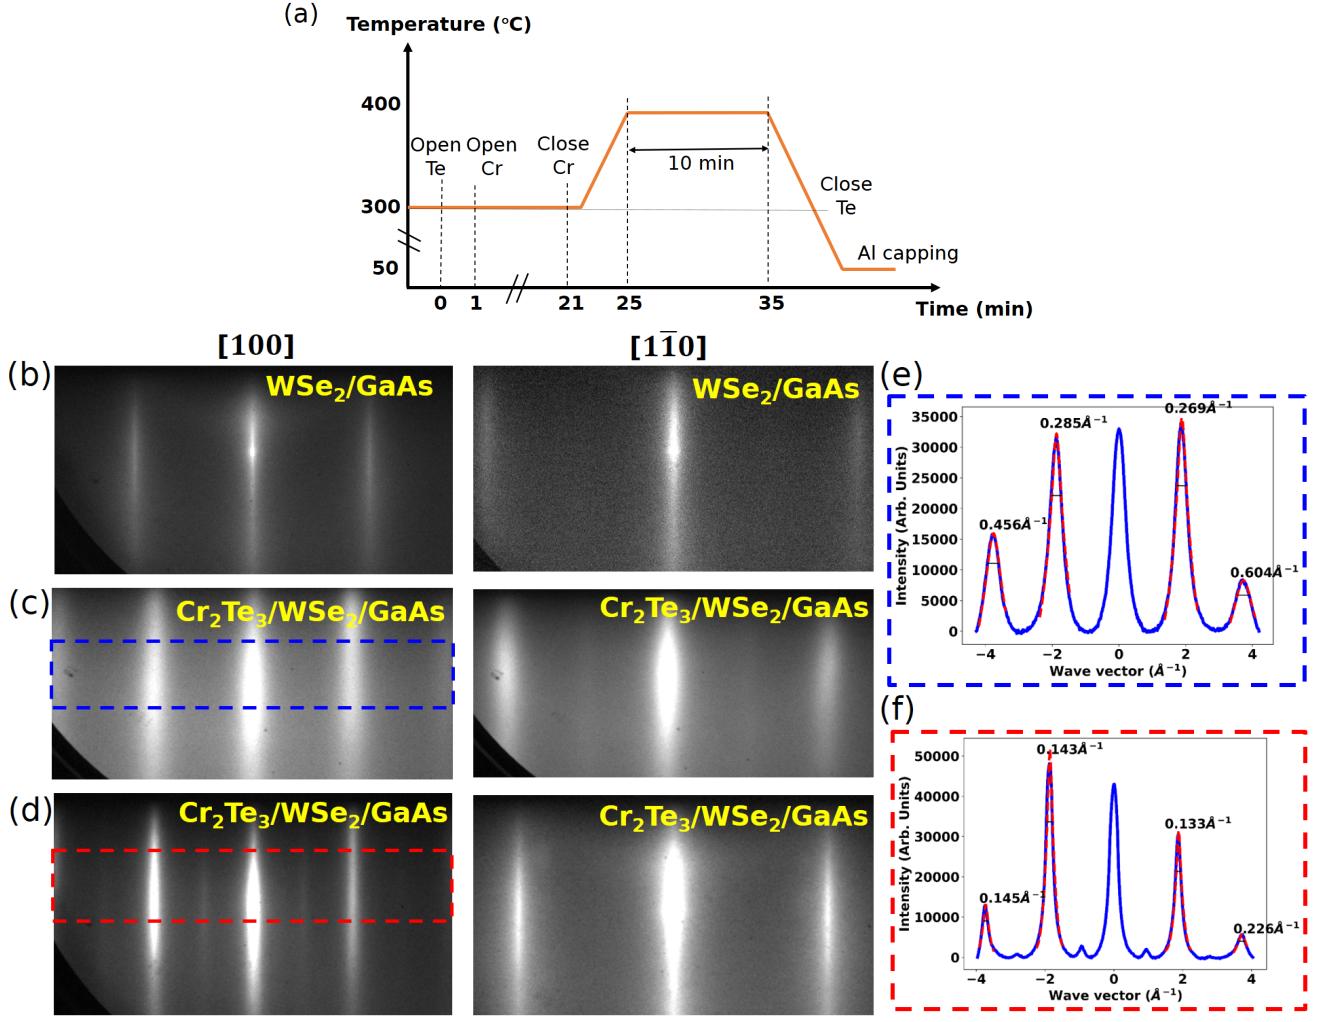 (a)
Temperature (°C)
400
300
50
Open Te
Open Cr
Close Cr
10 min
Close Te
Al capping
0 1 21 25 35
Time (min)
[100]
[11̅0]
(b)
WSe₂/GaAs
WSe₂/GaAs
(c)
Cr₂Te₃/WSe₂/GaAs
Cr₂Te₃/WSe₂/GaAs
(d)
Cr₂Te₃/WSe₂/GaAs
Cr₂Te₃/WSe₂/GaAs
(e)
Intensity (Arb. Units)
35000
30000
25000
20000
15000
10000
5000
0
0.456Å⁻¹
0.285Å⁻¹
0.269Å⁻¹
0.604Å⁻¹
−4 −2 0 2 4
Wave vector (Å⁻¹)
(f)
Intensity (Arb. Units)
50000
40000
30000
20000
10000
0
0.145Å⁻¹
0.143Å⁻¹
0.133Å⁻¹
0.226Å⁻¹
−4 −2 0 2 4
Wave vector (Å⁻¹)